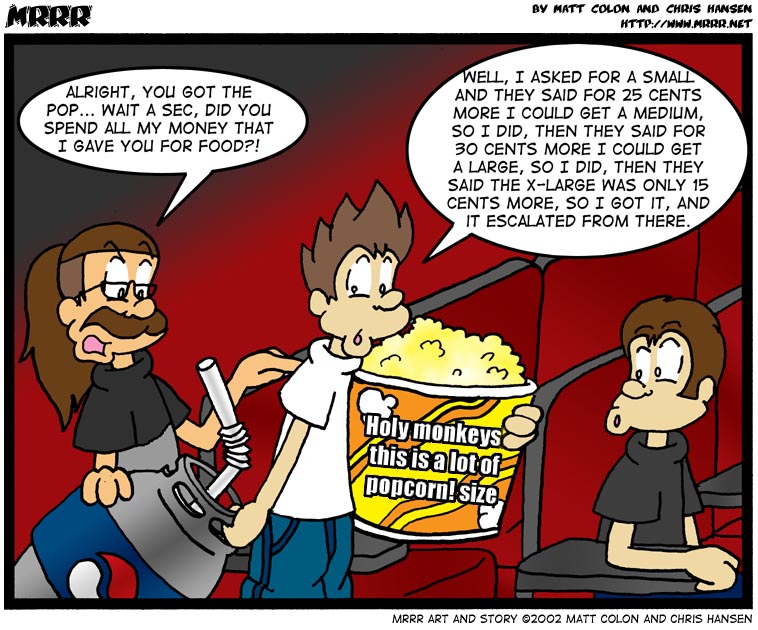 MRRR
BY MATT COLON AND CHRIS HANSEN
HTTP://WWW.MRRR.NET
ALRIGHT, YOU GOT THE
POP... WAIT A SEC, DID YOU
SPEND ALL MY MONEY THAT
I GAVE YOU FOR FOOD?!
WELL, I ASKED FOR A SMALL
AND THEY SAID FOR 25 CENTS
MORE I COULD GET A MEDIUM,
SO I DID, THEN THEY SAID FOR
30 CENTS MORE I COULD GET
A LARGE, SO I DID, THEN THEY
SAID THE X-LARGE WAS ONLY 15
CENTS MORE, SO I GOT IT, AND
IT ESCALATED FROM THERE.
Holy monkeys
this is a lot of
popcorn! size
MRRR ART AND STORY ©2002 MATT COLON AND CHRIS HANSEN